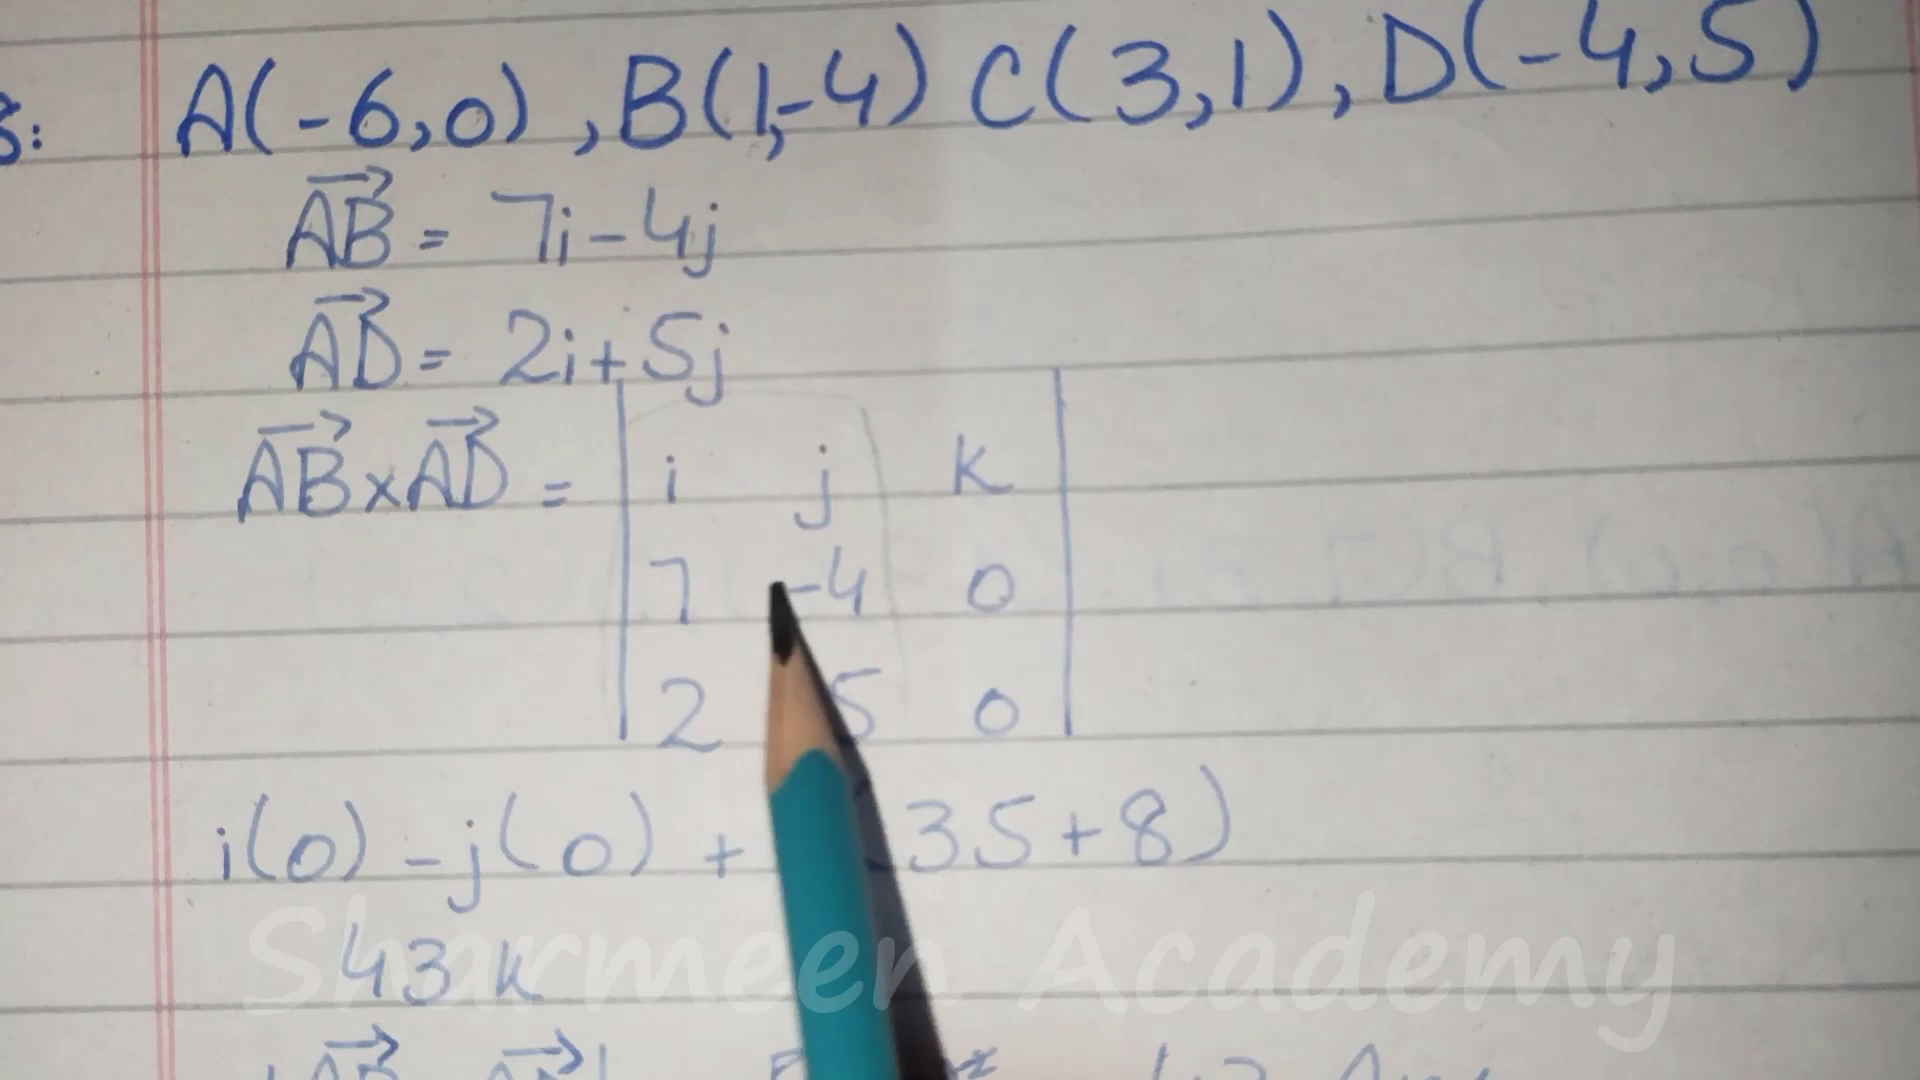 3: A(-6,0), B(1,-4) C(3,1), D(-4,5)
AB = 7i-4j
AD = 2i+5j
AB x AD = | i j k |
7 -4 0
2 5 0
i(0) - j(0) + 35+8)
43k
Sharmeen Academy